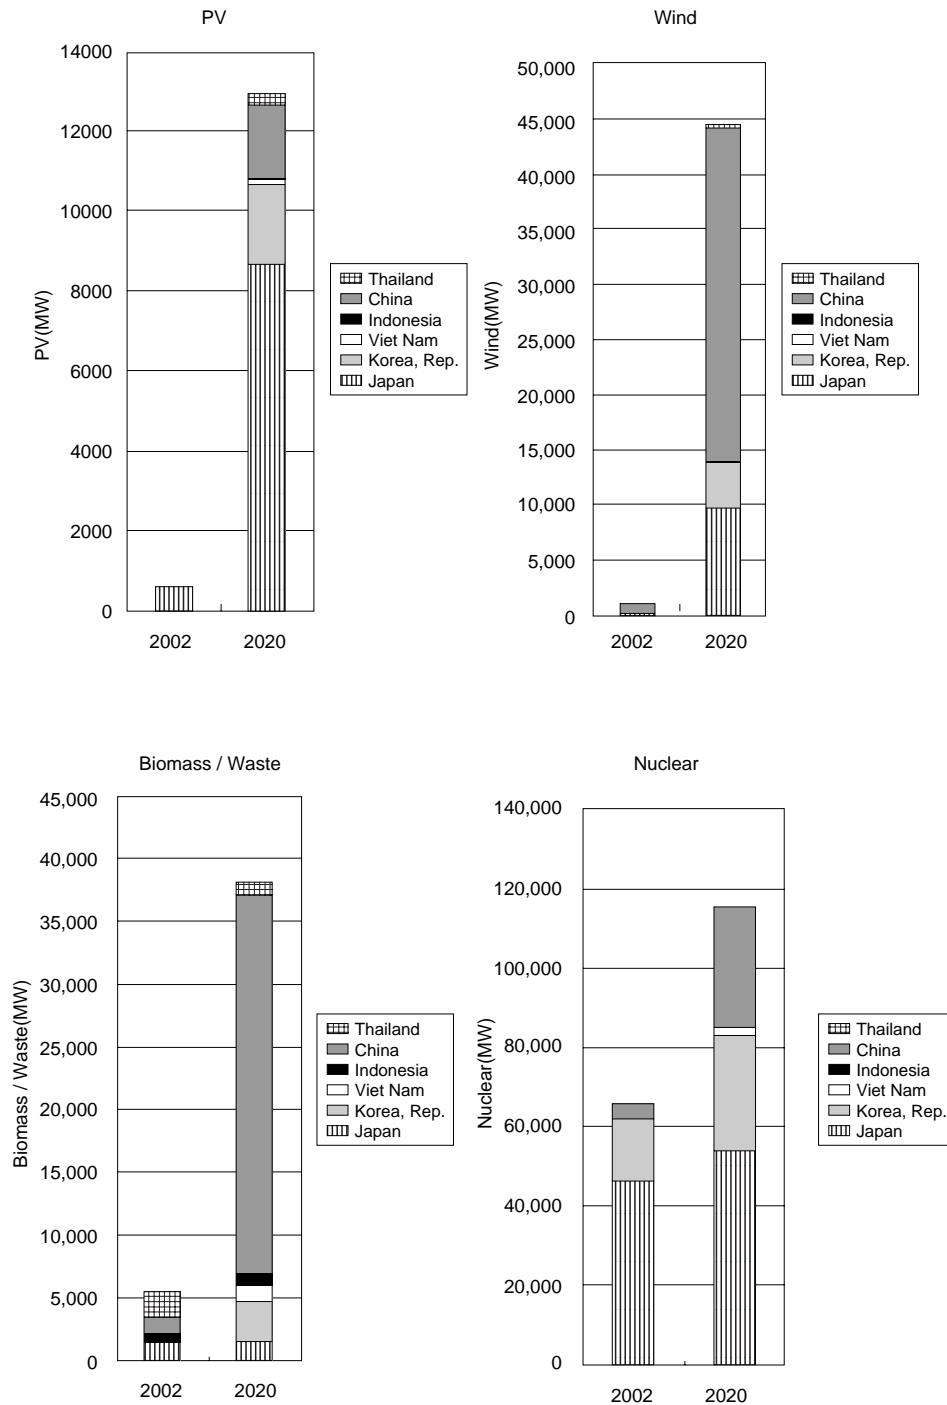 PV
14000
12000
10000
8000
6000
4000
2000
0
PV(MW)
2002
2020
Thailand
China
Indonesia
Viet Nam
Korea, Rep.
Japan
Wind
50,000
45,000
40,000
35,000
30,000
25,000
20,000
15,000
10,000
5,000
0
Wind(MW)
2002
2020
Thailand
China
Indonesia
Viet Nam
Korea, Rep.
Japan
Biomass / Waste
45,000
40,000
35,000
30,000
25,000
20,000
15,000
10,000
5,000
0
Biomass / Waste(MW)
2002
2020
Thailand
China
Indonesia
Viet Nam
Korea, Rep.
Japan
Nuclear
140,000
120,000
100,000
80,000
60,000
40,000
20,000
0
Nuclear(MW)
2002
2020
Thailand
China
Indonesia
Viet Nam
Korea, Rep.
Japan